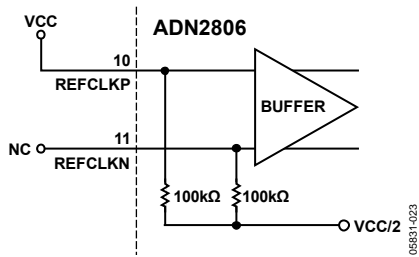 VCC
ADN2806
10
REFCLKP
BUFFER
11
NC
REFCLKN
100kΩ
100kΩ
VCC/2
05831-023